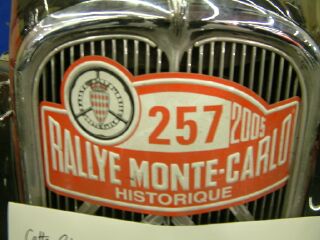 257
2005
RALLYE MONTE-CARLO
HISTORIQUE